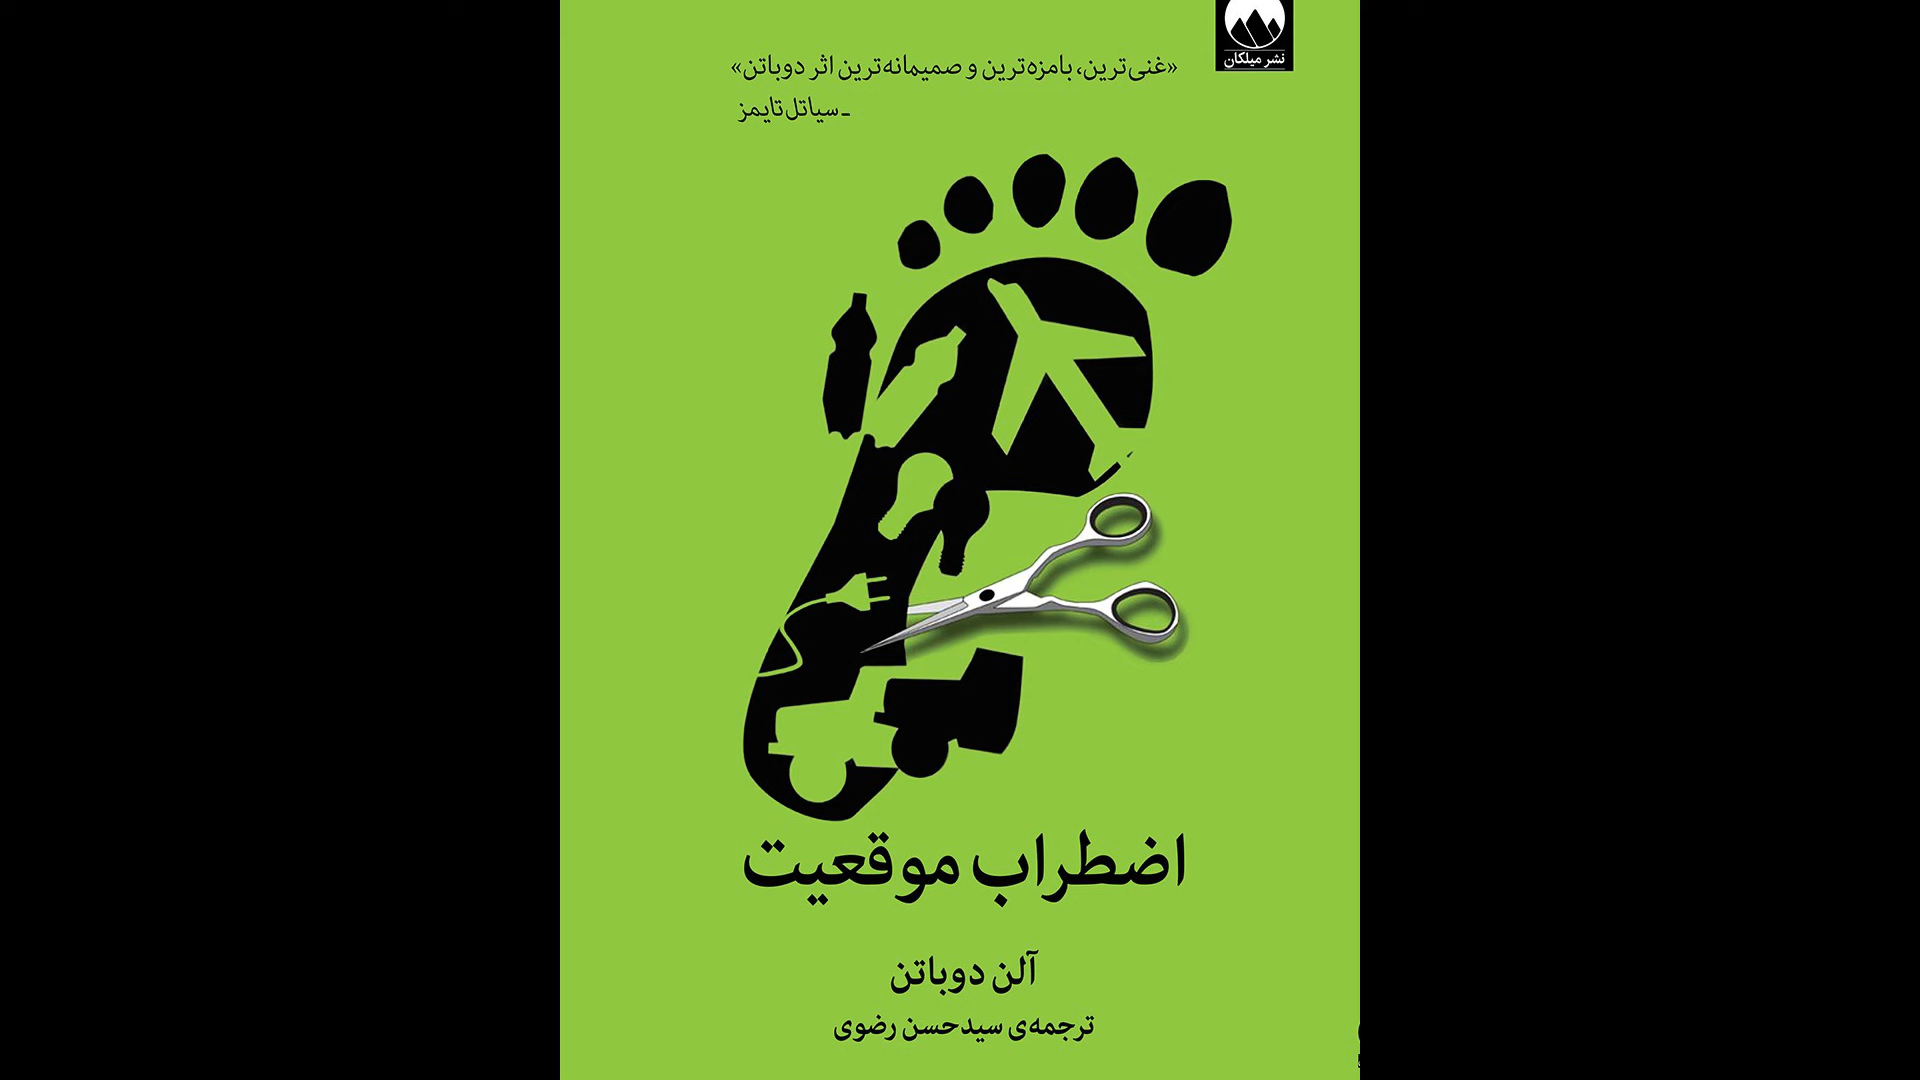 نشر میلکان
«غنی‌ترین، بامزه‌ترین و صمیمانه‌ترین اثر دوباتن»
ـ سیاتل‌تایمز
اضطراب موقعیت
آلن دوباتن
ترجمه‌ی سیدحسن رضوی